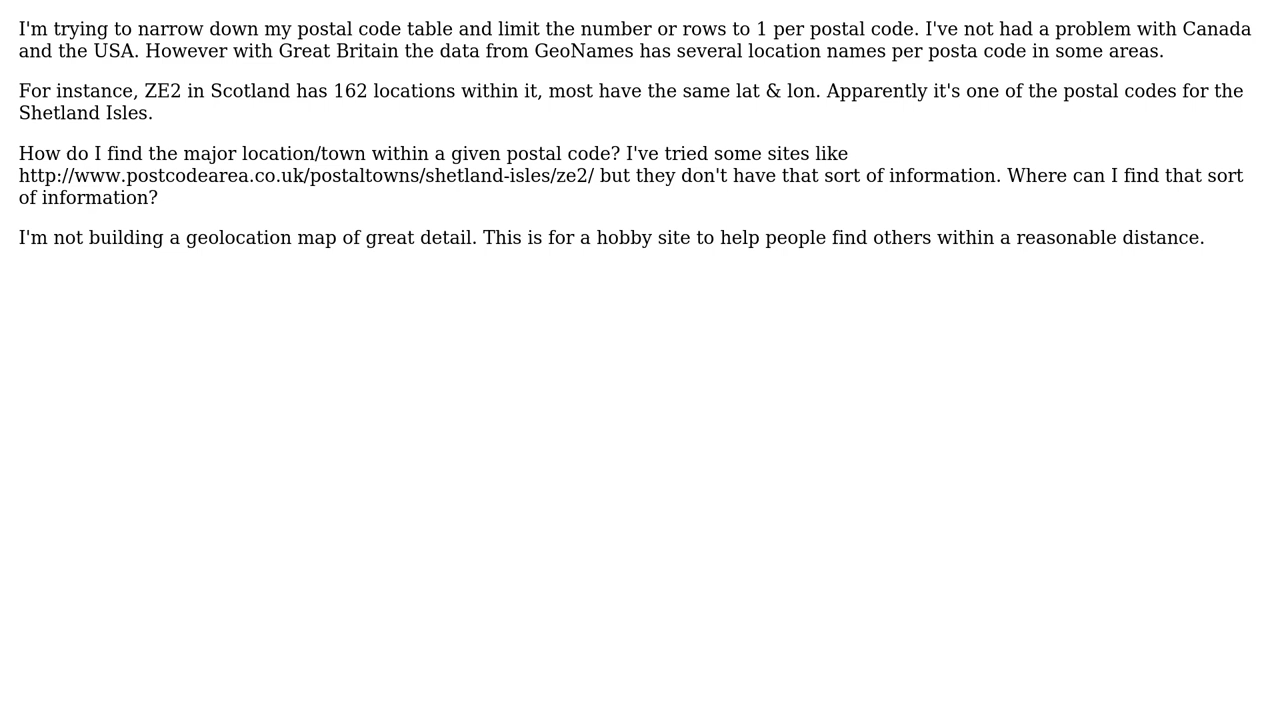 I'm trying to narrow down my postal code table and limit the number or rows to 1 per postal code. I've not had a problem with Canada
and the USA. However with Great Britain the data from GeoNames has several location names per posta code in some areas.
For instance, ZE2 in Scotland has 162 locations within it, most have the same lat & lon. Apparently it's one of the postal codes for the
Shetland Isles.
How do I find the major location/town within a given postal code? I've tried some sites like
http://www.postcodearea.co.uk/postaltowns/shetland-isles/ze2/ but they don't have that sort of information. Where can I find that sort
of information?
I'm not building a geolocation map of great detail. This is for a hobby site to help people find others within a reasonable distance.